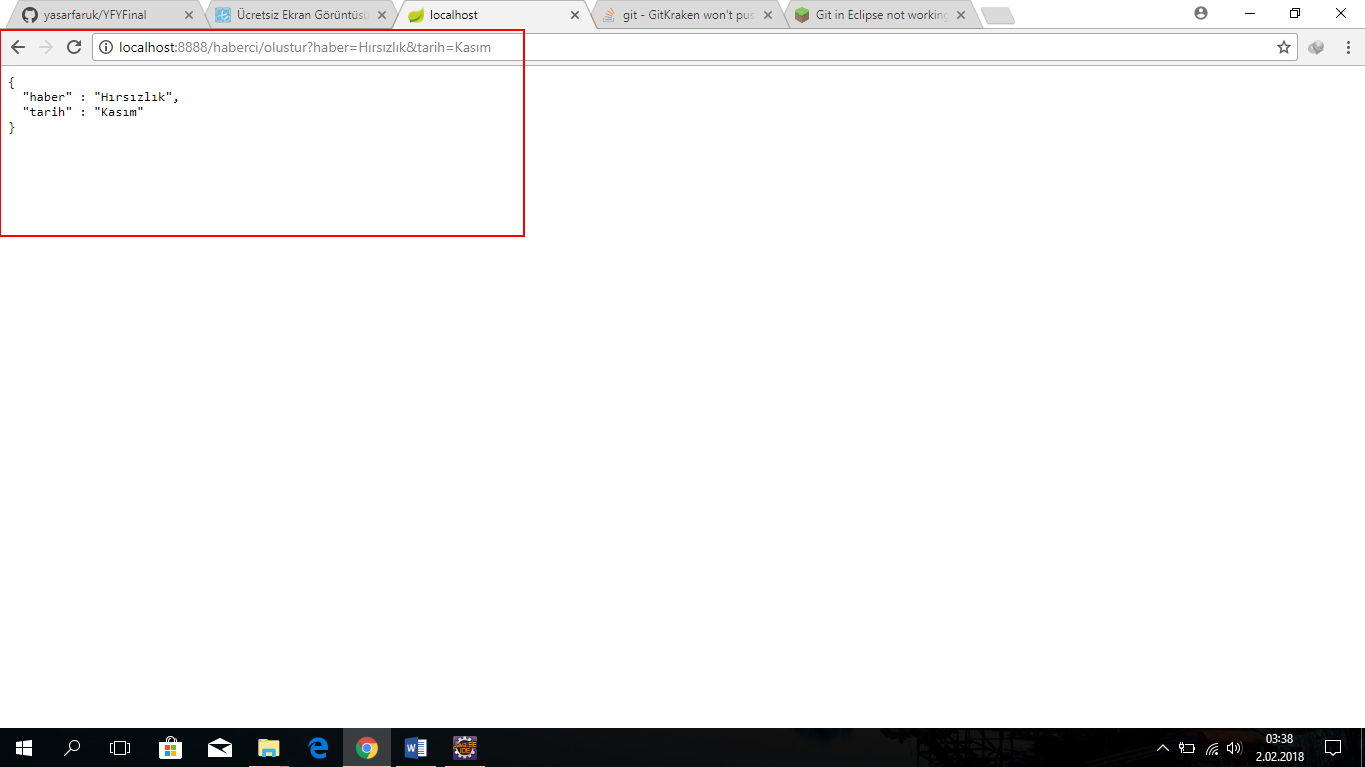 yasarfaruk/YFYFinal
Ücretsiz Ekran Görüntüsü
localhost
git - GitKraken won't pus
Git in Eclipse not working
localhost:8888/haberci/olustur?haber=Hırsızlık&tarih=Kasım
{
"haber" : "Hırsızlık",
"tarih" : "Kasım"
}
03:38
2.02.2018